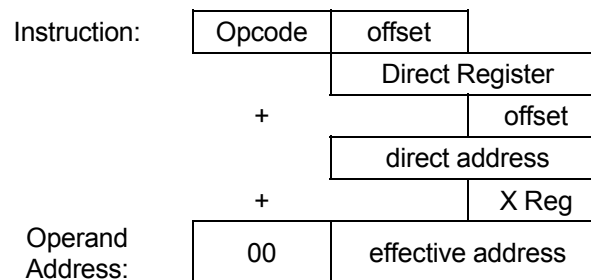 Instruction: Opcode offset
Direct Register
+ offset
direct address
+ X Reg
Operand
Address: 00 effective address